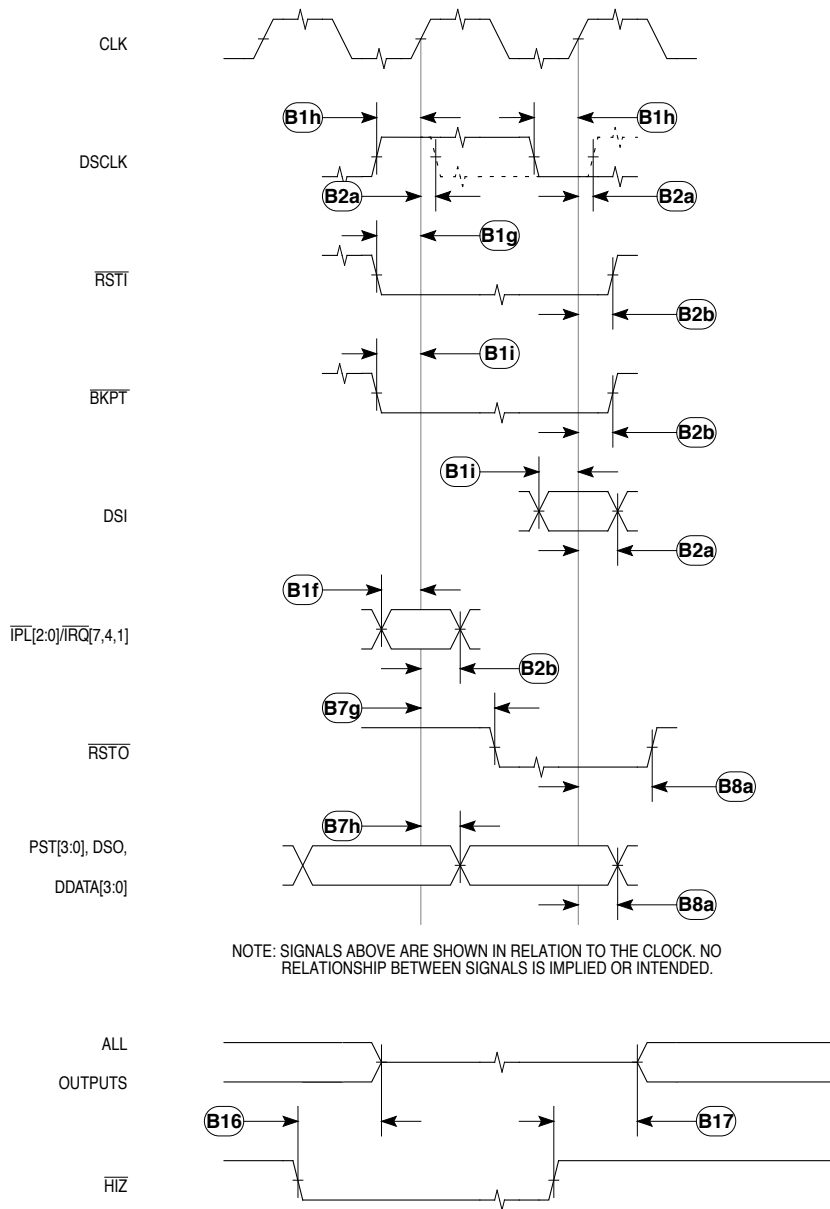 CLK
B1h
B1h
DSCLK
B2a
B2a
B1g
RSTI
B2b
B1i
BKPT
B2b
B1i
DSI
B2a
B1f
IPL[2:0]/IRQ[7,4,1]
B2b
B7g
RSTO
B8a
B7h
PST[3:0], DSO,
DDATA[3:0]
B8a
NOTE: SIGNALS ABOVE ARE SHOWN IN RELATION TO THE CLOCK. NO
RELATIONSHIP BETWEEN SIGNALS IS IMPLIED OR INTENDED.
ALL
OUTPUTS
B16
B17
HIZ